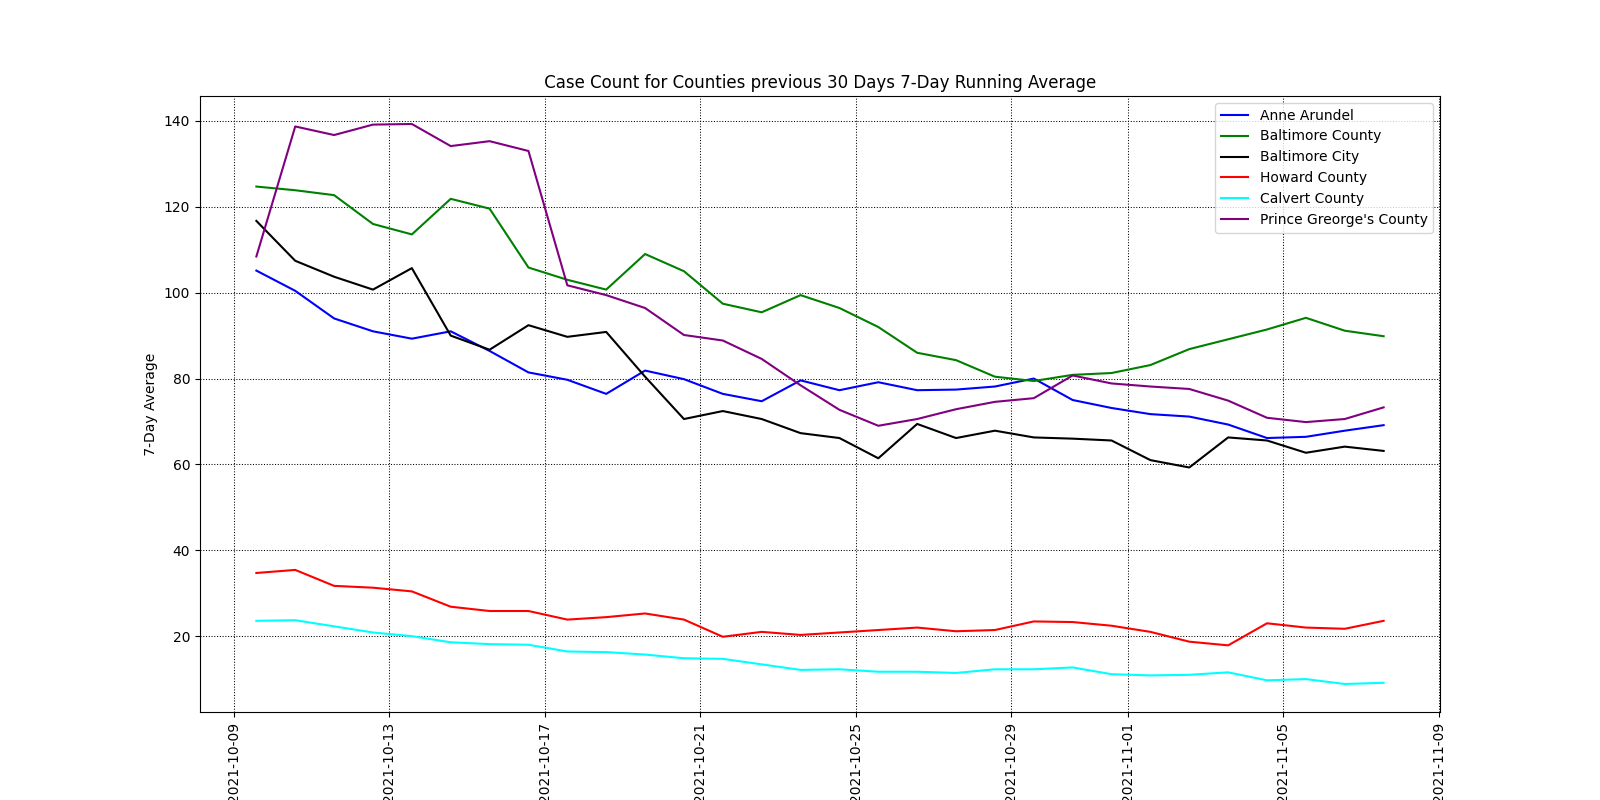 Case Count for Counties previous 30 Days 7-Day Running Average
Anne Arundel
Baltimore County
Baltimore City
Howard County
Calvert County
Prince Greorge's County
7-Day Average
140
120
100
80
60
40
20
2021-10-09
2021-10-13
2021-10-17
2021-10-21
2021-10-25
2021-10-29
2021-11-01
2021-11-05
2021-11-09